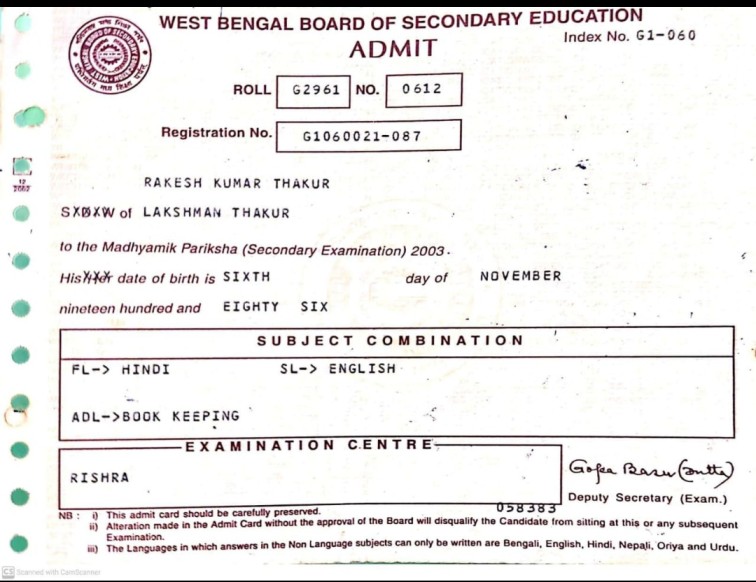 WEST BENGAL BOARD OF SECONDARY EDUCATION
ADMIT
Index No. G1-060
ROLL G2961 NO. 0612
Registration No. G1060021-087
12
2002
RAKESH KUMAR THAKUR
SXDXW of LAKSHMAN THAKUR
to the Madhyamik Pariksha (Secondary Examination) 2003.
His/Her date of birth is SIXTH day of NOVEMBER
nineteen hundred and EIGHTY SIX
SUBJECT COMBINATION
FL-> HINDI SL-> ENGLISH
ADL->BOOK KEEPING
EXAMINATION CENTRE
RISHRA
Gopa Basu (Dutta)
Deputy Secretary (Exam.)
058383
NB : i) This admit card should be carefully preserved.
ii) Alteration made in the Admit Card without the approval of the Board will disqualify the Candidate from sitting at this or any subsequent
Examination.
iii) The Languages in which answers in the Non Language subjects can only be written are Bengali, English, Hindi, Nepali, Oriya and Urdu.
CS Scanned with CamScanner